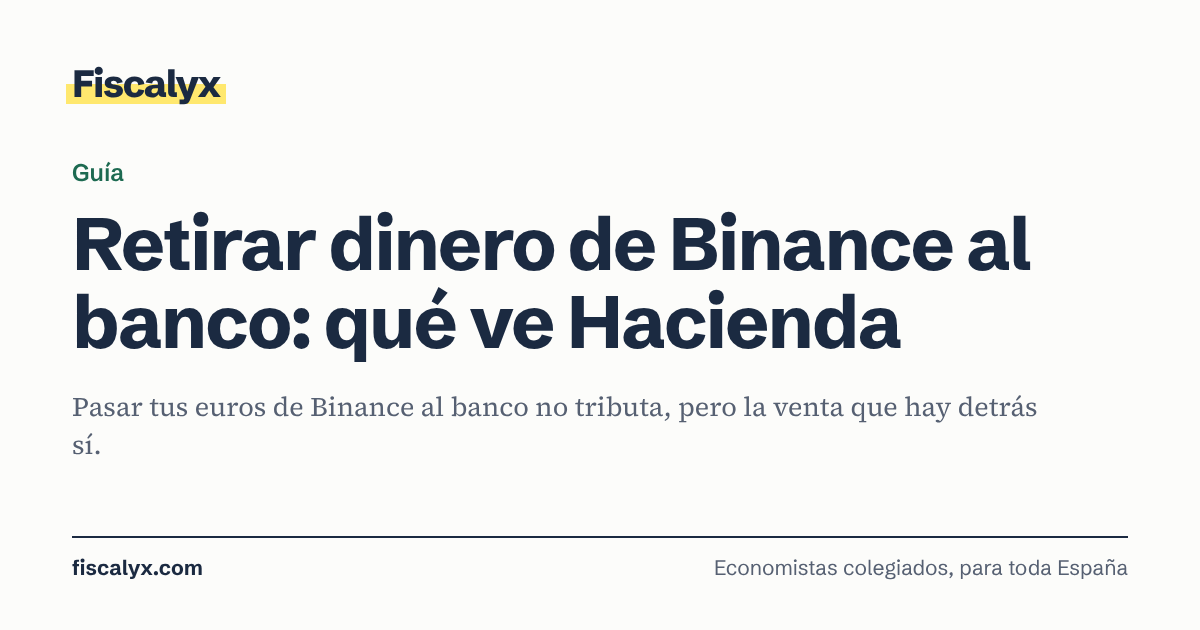 Fiscalyx
Guía
Retirar dinero de Binance al
banco: qué ve Hacienda
Pasar tus euros de Binance al banco no tributa, pero la venta que hay detrás
sí.
fiscalyx.com
Economistas colegiados, para toda España